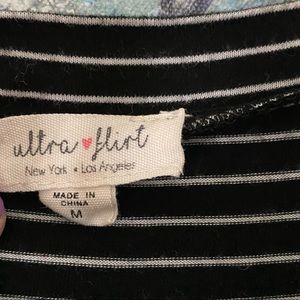 ultra ♥ flirt
New York • Los Angeles
MADE IN
CHINA
M